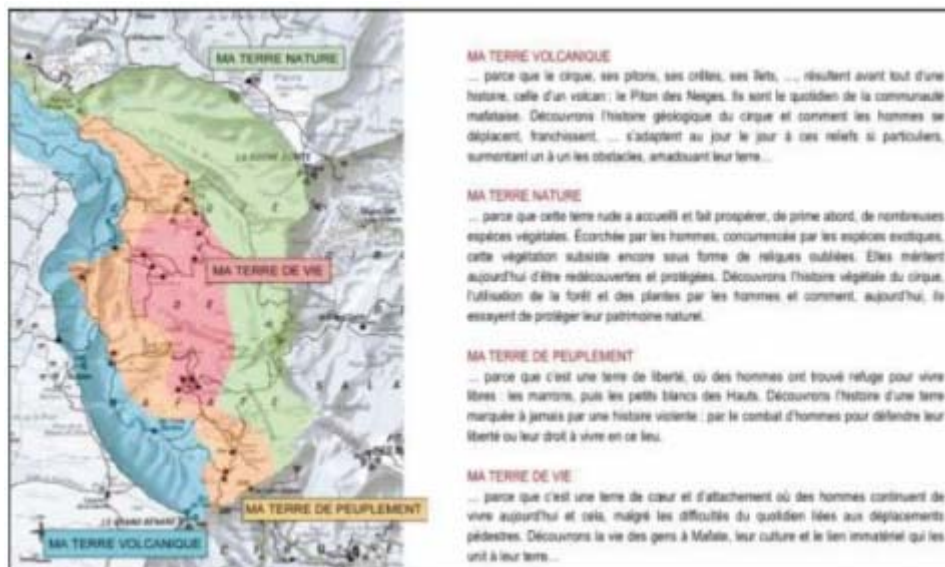 MA TERRE NATURE
MA TERRE DE VIE
MA TERRE DE PEUPLEMENT
LE GRAND BENARE
MA TERRE VOLCANIQUE
MA TERRE VOLCANIQUE
... parce que le cirque, ses pitons, ses crêtes, ses îlets, ..., résultent avant tout d'une
histoire, celle d'un volcan : le Piton des Neiges. Ils sont le quotidien de la communauté
mafataise. Découvrons l'histoire géologique du cirque et comment les hommes se
déplacent, franchissent, ... s'adaptent au jour le jour à ces reliefs si particuliers,
surmontant un à un les obstacles, amadouant leur terre...
MA TERRE NATURE
... parce que cette terre rude a accueilli et fait prospérer, de prime abord, de nombreuses
espèces végétales. Écorchée par les hommes, concurrencée par les espèces exotiques,
cette végétation subsiste encore sous forme de reliques oubliées. Elles méritent
aujourd'hui d'être redécouvertes et protégées. Découvrons l'histoire végétale du cirque,
l'utilisation de la forêt et des plantes par les hommes et comment, aujourd'hui, ils
essayent de protéger leur patrimoine naturel.
MA TERRE DE PEUPLEMENT
... parce que c'est une terre de liberté, où des hommes ont trouvé refuge pour vivre
libres : les marrons, puis les petits blancs des Hauts. Découvrons l'histoire d'une terre
marquée à jamais par une histoire violente : par le combat d'hommes pour défendre leur
liberté ou leur droit à vivre en ce lieu.
MA TERRE DE VIE
... parce que c'est une terre de cœur et d'attachement où des hommes continuent de
vivre aujourd'hui et cela, malgré les difficultés du quotidien liées aux déplacements
pédestres. Découvrons la vie des gens à Mafate, leur culture et le lien immatériel qui les
unit à leur terre...